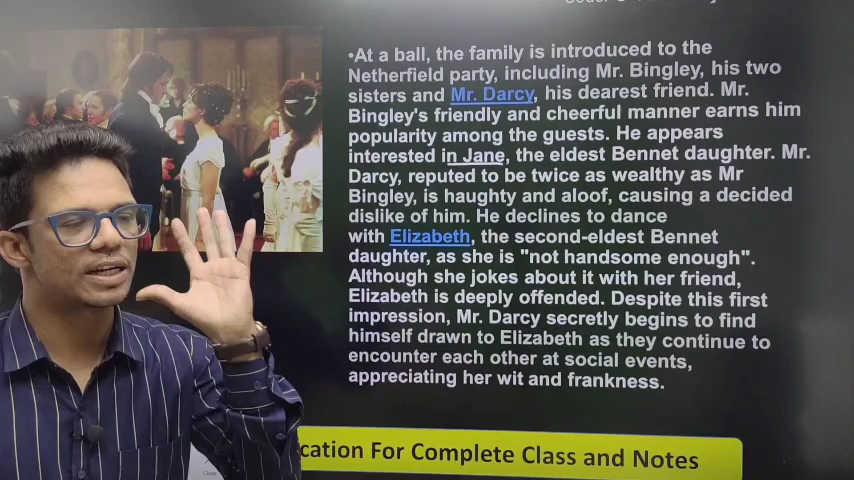 •At a ball, the family is introduced to the
Netherfield party, including Mr. Bingley, his two
sisters and Mr. Darcy, his dearest friend. Mr.
Bingley's friendly and cheerful manner earns him
popularity among the guests. He appears
interested in Jane, the eldest Bennet daughter. Mr.
Darcy, reputed to be twice as wealthy as Mr
Bingley, is haughty and aloof, causing a decided
dislike of him. He declines to dance
with Elizabeth, the second-eldest Bennet
daughter, as she is "not handsome enough".
Although she jokes about it with her friend,
Elizabeth is deeply offended. Despite this first
impression, Mr. Darcy secretly begins to find
himself drawn to Elizabeth as they continue to
encounter each other at social events,
appreciating her wit and frankness.
cation For Complete Class and Notes